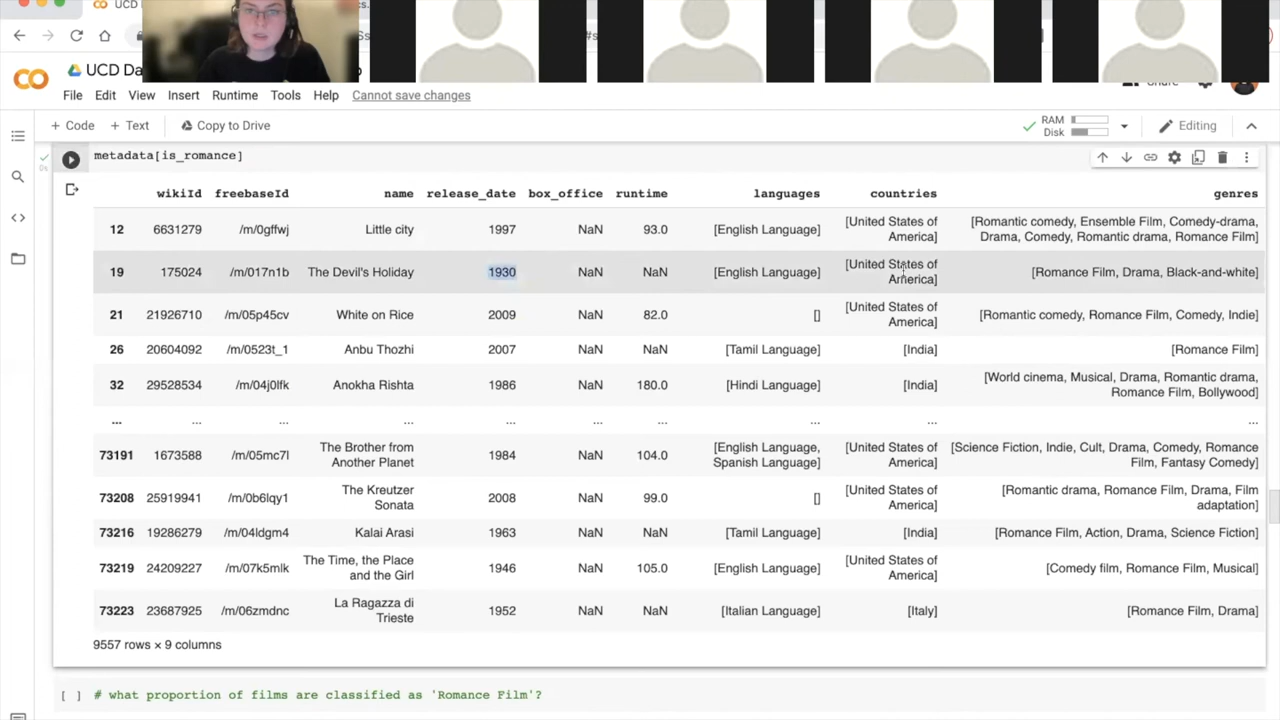 UCD Da
File Edit View Insert Runtime Tools Help Cannot save changes
+ Code + Text Copy to Drive
RAM
Disk
Editing
metadata[is_romance]
wikiId freebaseId name release_date box_office runtime languages countries genres
12 6631279 /m/0gffwj Little city 1997 NaN 93.0 [English Language] [United States of America] [Romantic comedy, Ensemble Film, Comedy-drama, Drama, Comedy, Romantic drama, Romance Film]
19 175024 /m/017n1b The Devil's Holiday 1930 NaN NaN [English Language] [United States of America] [Romance Film, Drama, Black-and-white]
21 21926710 /m/05p45cv White on Rice 2009 NaN 82.0 [] [United States of America] [Romantic comedy, Romance Film, Comedy, Indie]
26 20604092 /m/0523t_1 Anbu Thozhi 2007 NaN NaN [Tamil Language] [India] [Romance Film]
32 29528534 /m/04j0lfk Anokha Rishta 1986 NaN 180.0 [Hindi Language] [India] [World cinema, Musical, Drama, Romantic drama, Romance Film, Bollywood]
... ... ... ... ... ... ... ... ... ...
73191 1673588 /m/05mc7l The Brother from Another Planet 1984 NaN 104.0 [English Language, Spanish Language] [United States of America] [Science Fiction, Indie, Cult, Drama, Comedy, Romance Film, Fantasy Comedy]
73208 25919941 /m/0b6lqy1 The Kreutzer Sonata 2008 NaN 99.0 [] [United States of America] [Romantic drama, Romance Film, Drama, Film adaptation]
73216 19286279 /m/04ldgm4 Kalai Arasi 1963 NaN NaN [Tamil Language] [India] [Romance Film, Action, Drama, Science Fiction]
73219 24209227 /m/07k5mlk The Time, the Place and the Girl 1946 NaN 105.0 [English Language] [United States of America] [Comedy film, Romance Film, Musical]
73223 23687925 /m/06zmdnc La Ragazza di Trieste 1952 NaN NaN [Italian Language] [Italy] [Romance Film, Drama]
9557 rows × 9 columns
[ ] # what proportion of films are classified as 'Romance Film'?